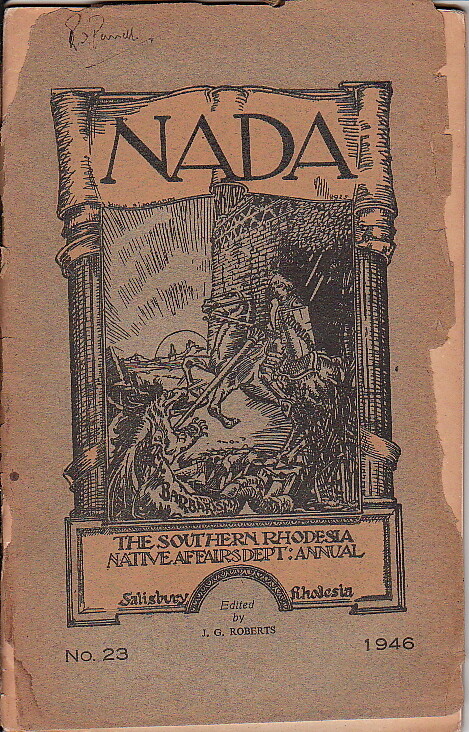 NADA
BARBARISM
THE SOUTHERN RHODESIA
NATIVE AFFAIRS DEPT: ANNUAL
Salisbury Rhodesia
Edited
by
J. G. ROBERTS
No. 23 1946